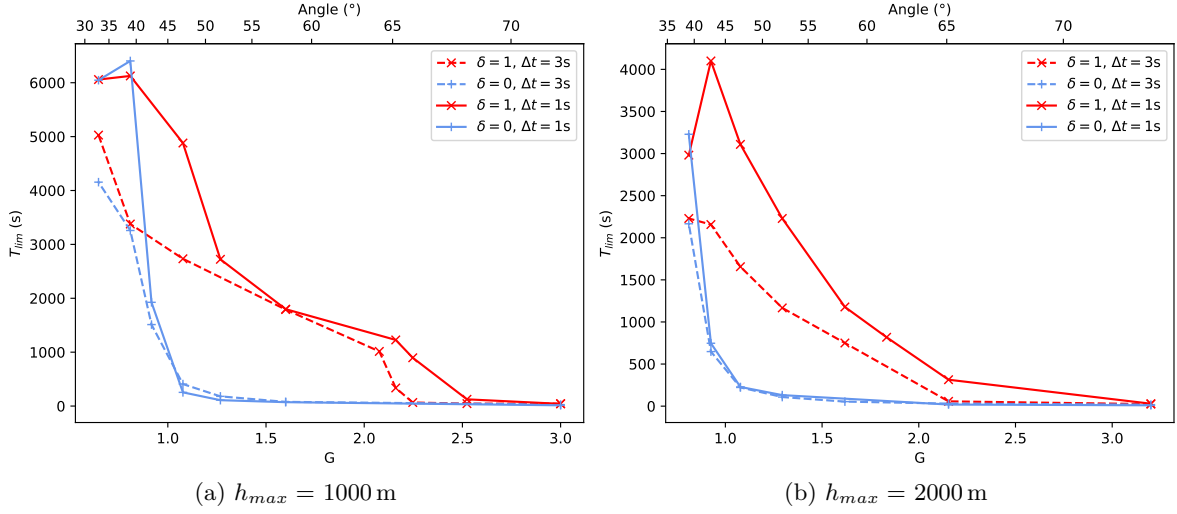 Angle (°)
30 35 40 45 50 55 60 65 70
6000
5000
4000
3000
2000
1000
0
T_lim (s)
δ = 1, Δt = 3s
δ = 0, Δt = 3s
δ = 1, Δt = 1s
δ = 0, Δt = 1s
1.0 1.5 2.0 2.5 3.0
G
(a) h_max = 1000 m
Angle (°)
35 40 45 50 55 60 65 70
4000
3500
3000
2500
2000
1500
1000
500
0
T_lim (s)
δ = 1, Δt = 3s
δ = 0, Δt = 3s
δ = 1, Δt = 1s
δ = 0, Δt = 1s
1.0 1.5 2.0 2.5 3.0
G
(b) h_max = 2000 m